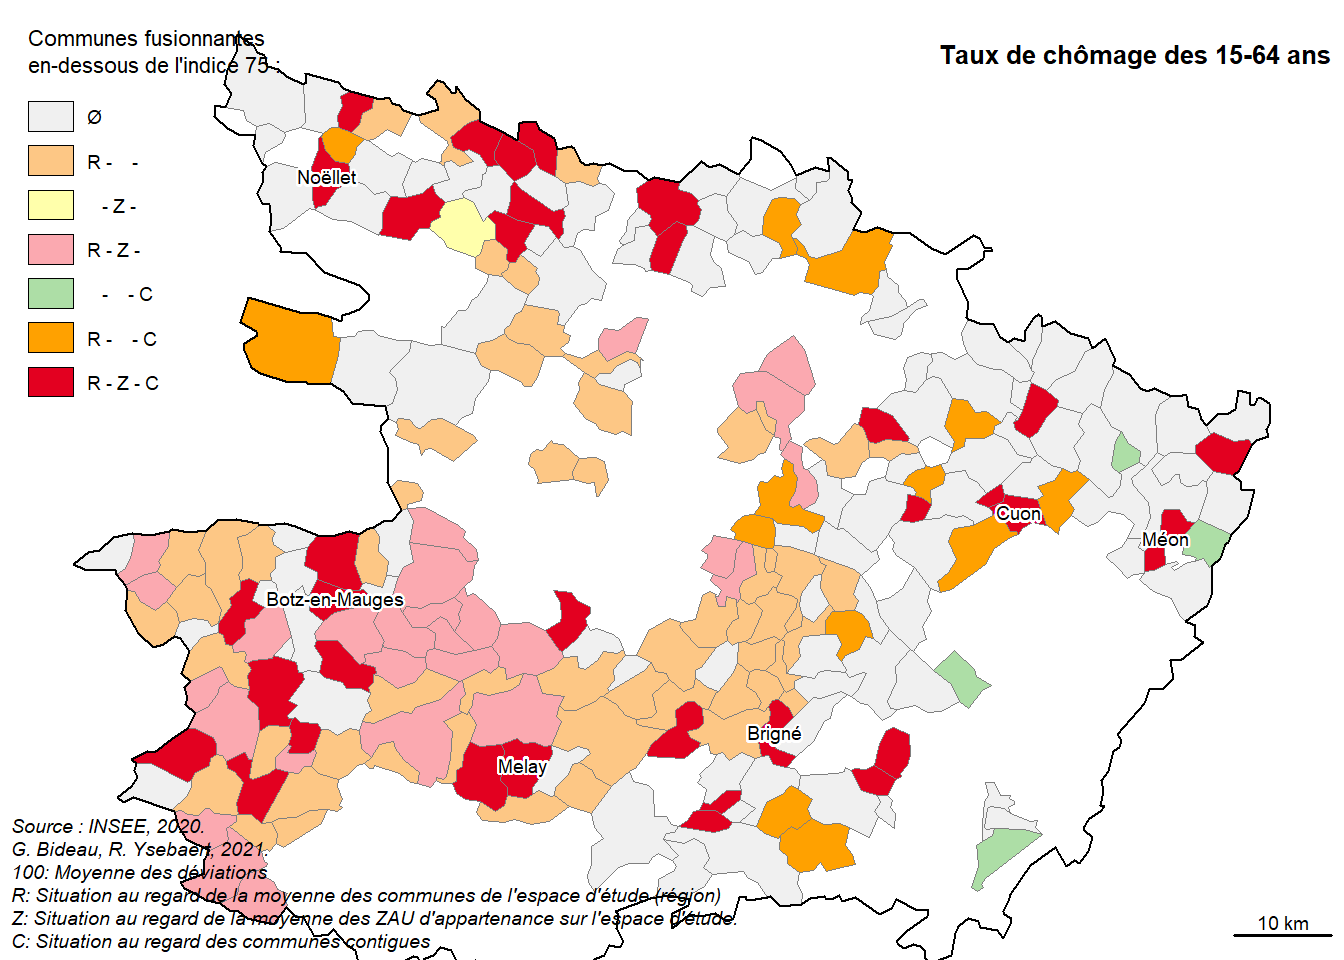 Communes fusionnantes
en-dessous de l'indice 75 :
Taux de chômage des 15-64 ans
Ø
R - -
- Z -
R - Z -
- - C
R - - C
R - Z - C
Noëllet
Cuon
Méon
Botz-en-Mauges
Brigné
Melay
Source : INSEE, 2020.
G. Bideau, R. Ysebaert, 2021.
100: Moyenne des déviations
R: Situation au regard de la moyenne des communes de l'espace d'étude (région)
Z: Situation au regard de la moyenne des ZAU d'appartenance sur l'espace d'étude.
C: Situation au regard des communes contigues
10 km